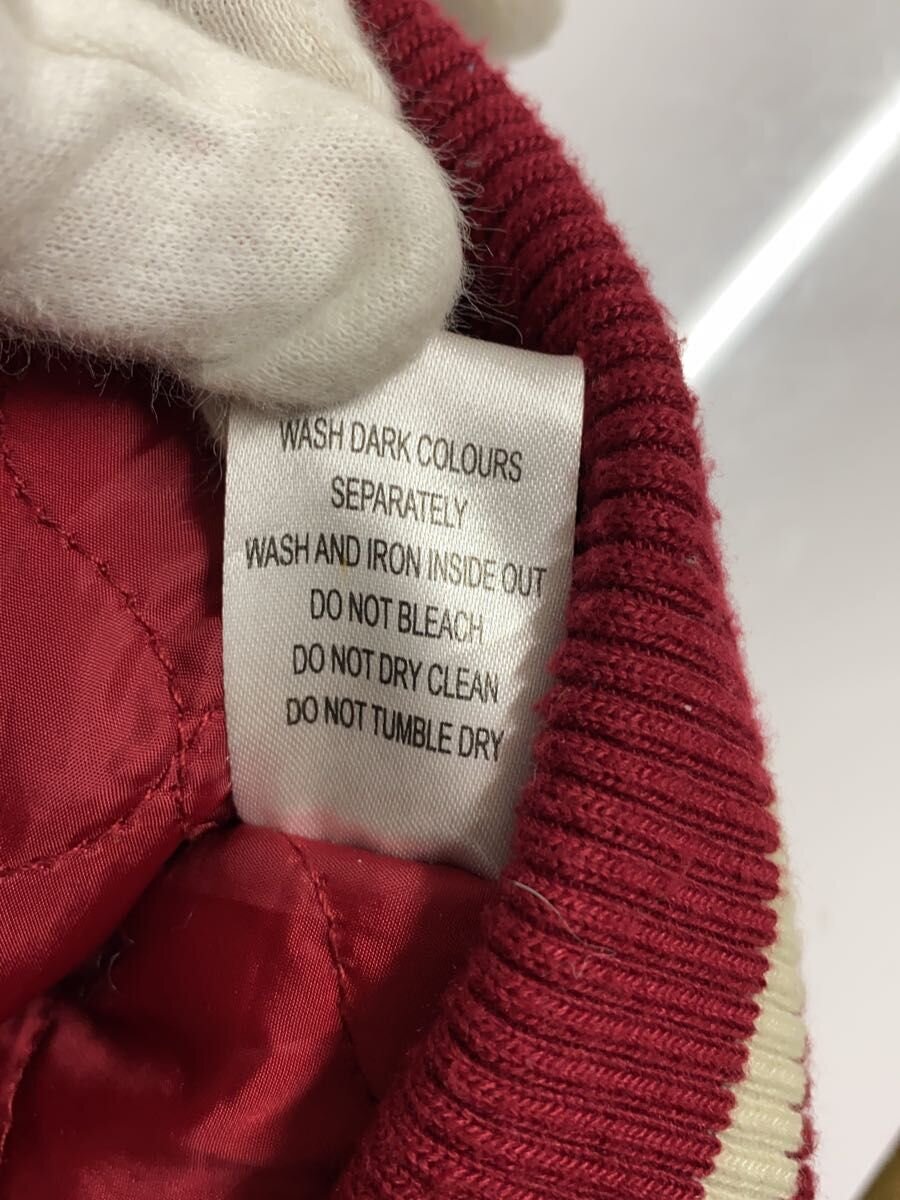 WASH DARK COLOURS
SEPARATELY
WASH AND IRON INSIDE OUT
DO NOT BLEACH
DO NOT DRY CLEAN
DO NOT TUMBLE DRY